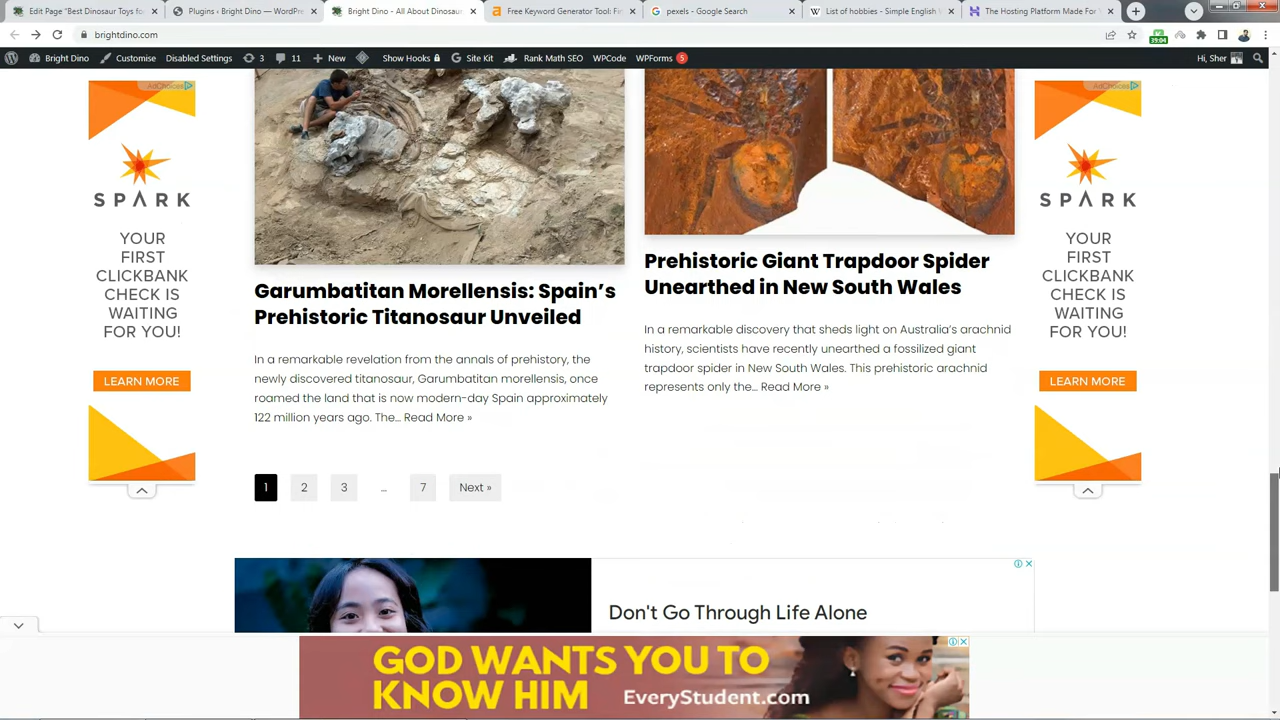 Edit Page "Best Dinosaur Toys fo
Plugins ‹ Bright Dino — WordPre
Bright Dino - All About Dinosau
Free Keyword Generator Tool: Fi
pexels - Google Search
List of hobbies - Simple English
The Hosting Platform Made For
brightdino.com
39:04
Bright Dino
Customise
Disabled Settings
3
11
New
Show Hooks
Site Kit
Rank Math SEO
WPCode
WPForms
5
Hi, Sher
AdChoices
SPARK
YOUR
FIRST
CLICKBANK
CHECK IS
WAITING
FOR YOU!
LEARN MORE
Garumbatitan Morellensis: Spain's
Prehistoric Titanosaur Unveiled
In a remarkable revelation from the annals of prehistory, the
newly discovered titanosaur, Garumbatitan morellensis, once
roamed the land that is now modern-day Spain approximately
122 million years ago. The... Read More »
Prehistoric Giant Trapdoor Spider
Unearthed in New South Wales
In a remarkable discovery that sheds light on Australia's arachnid
history, scientists have recently unearthed a fossilized giant
trapdoor spider in New South Wales. This prehistoric arachnid
represents only the... Read More »
AdChoices
SPARK
YOUR
FIRST
CLICKBANK
CHECK IS
WAITING
FOR YOU!
LEARN MORE
1 2 3 ... 7 Next »
Don't Go Through Life Alone
GOD WANTS YOU TO
KNOW HIM EveryStudent.com